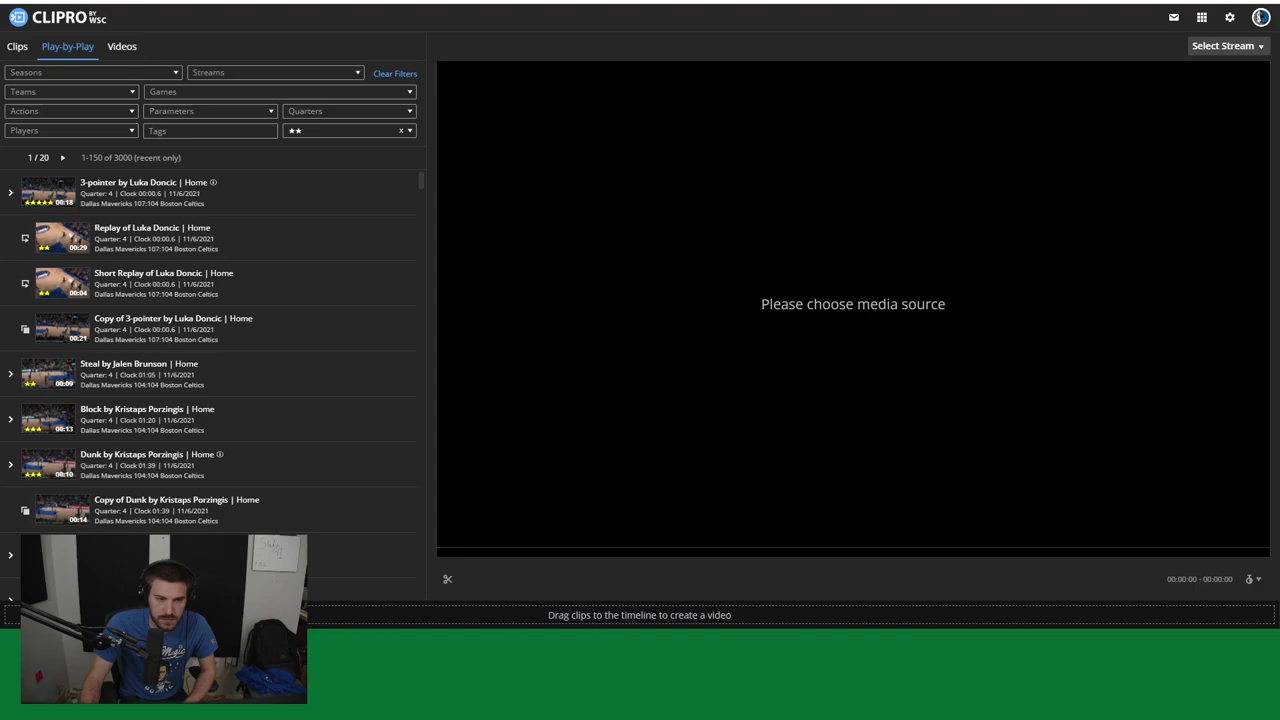 CLIPRO BY WSC
Clips
Play-by-Play
Videos
Select Stream
Seasons
Streams
Clear Filters
Teams
Games
Actions
Parameters
Quarters
Players
Tags
★★ x
1 / 20
1-150 of 3000 (recent only)
3-pointer by Luka Doncic | Home
Quarter: 4 | Clock 00:00.6 | 11/6/2021
Dallas Mavericks 107:104 Boston Celtics
00:18
Replay of Luka Doncic | Home
Quarter: 4 | Clock 00:00.6 | 11/6/2021
Dallas Mavericks 107:104 Boston Celtics
00:29
Short Replay of Luka Doncic | Home
Quarter: 4 | Clock 00:00.6 | 11/6/2021
Dallas Mavericks 107:104 Boston Celtics
00:04
Copy of 3-pointer by Luka Doncic | Home
Quarter: 4 | Clock 00:00.6 | 11/6/2021
Dallas Mavericks 107:104 Boston Celtics
00:21
Steal by Jalen Brunson | Home
Quarter: 4 | Clock 01:05 | 11/6/2021
Dallas Mavericks 104:104 Boston Celtics
00:09
Block by Kristaps Porzingis | Home
Quarter: 4 | Clock 01:20 | 11/6/2021
Dallas Mavericks 104:104 Boston Celtics
00:13
Dunk by Kristaps Porzingis | Home
Quarter: 4 | Clock 01:39 | 11/6/2021
Dallas Mavericks 104:104 Boston Celtics
00:10
Copy of Dunk by Kristaps Porzingis | Home
Quarter: 4 | Clock 01:39 | 11/6/2021
Dallas Mavericks 104:104 Boston Celtics
00:14
Please choose media source
00:00:00 - 00:00:00
Drag clips to the timeline to create a video
Magic